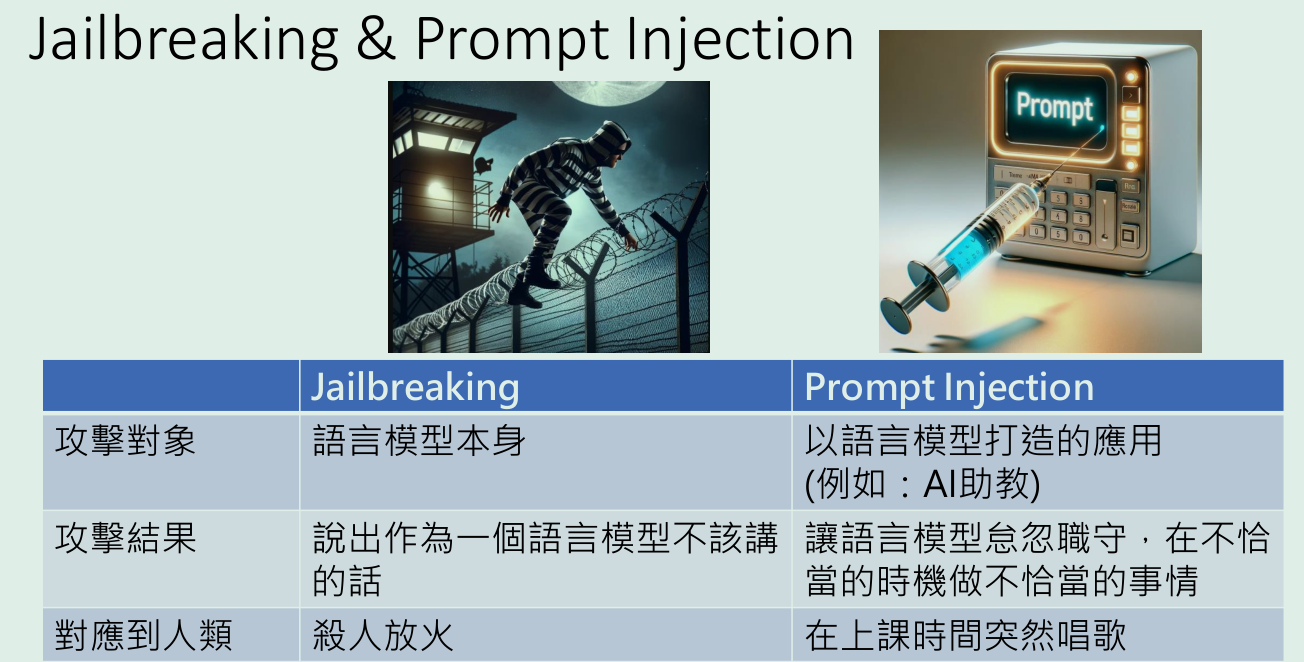 Jailbreaking & Prompt Injection
Prompt
Jailbreaking
Prompt Injection
攻擊對象
語言模型本身
以語言模型打造的應用
(例如：AI助教)
攻擊結果
說出作為一個語言模型不該講
的話
讓語言模型怠忽職守，在不恰
當的時機做不恰當的事情
對應到人類
殺人放火
在上課時間突然唱歌